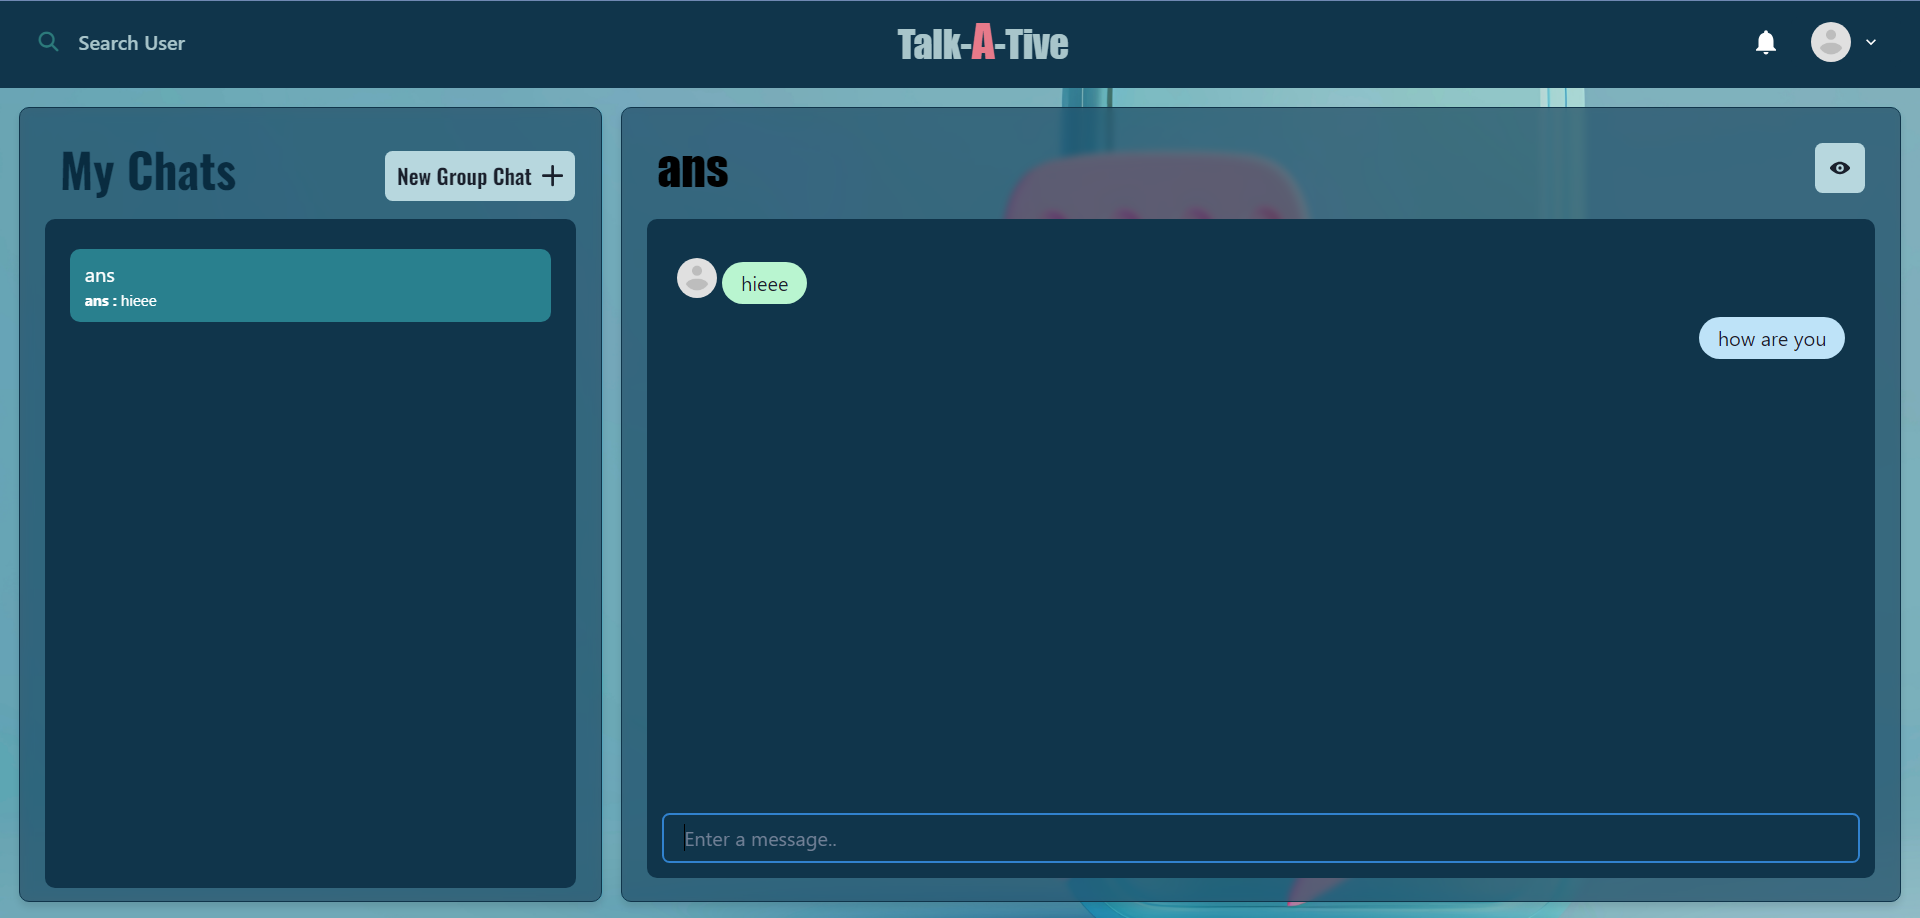 Search User
Talk-A-Tive
My Chats
New Group Chat
ans
ans : hieee
ans
hieee
how are you
Enter a message..